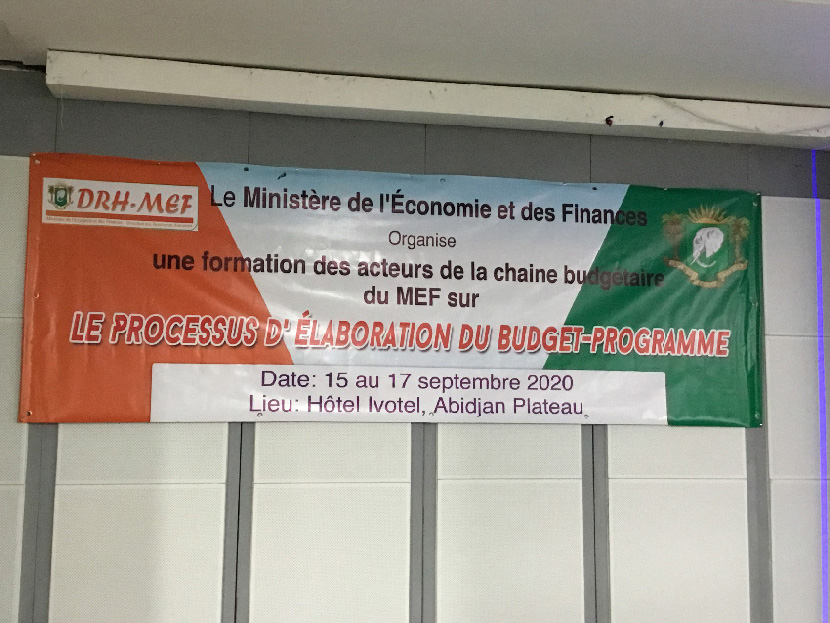 DRH-MEF
Le Ministère de l'Économie et des Finances
Organise
une formation des acteurs de la chaine budgetaire
du MEF sur
LE PROCESSUS D'ÉLABORATION DU BUDGET-PROGRAMME
Date: 15 au 17 septembre 2020
Lieu: Hôtel Ivotel, Abidjan Plateau